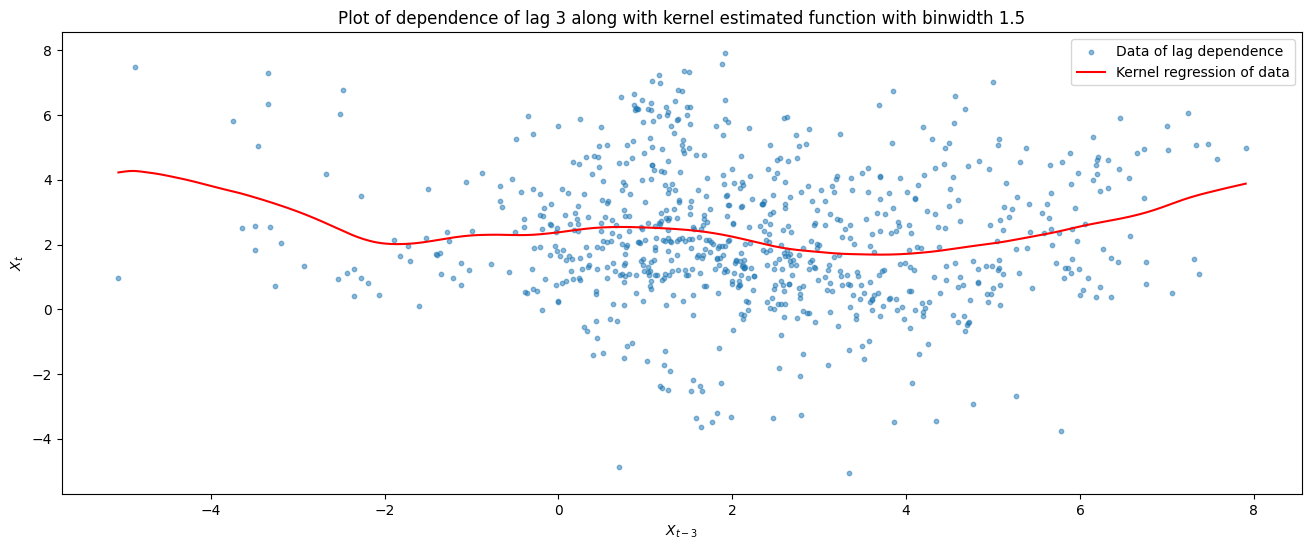 Plot of dependence of lag 3 along with kernel estimated function with binwidth 1.5
Data of lag dependence
Kernel regression of data
8
6
4
2
0
−2
−4
X_t
−4
−2
0
2
4
6
8
X_{t−3}